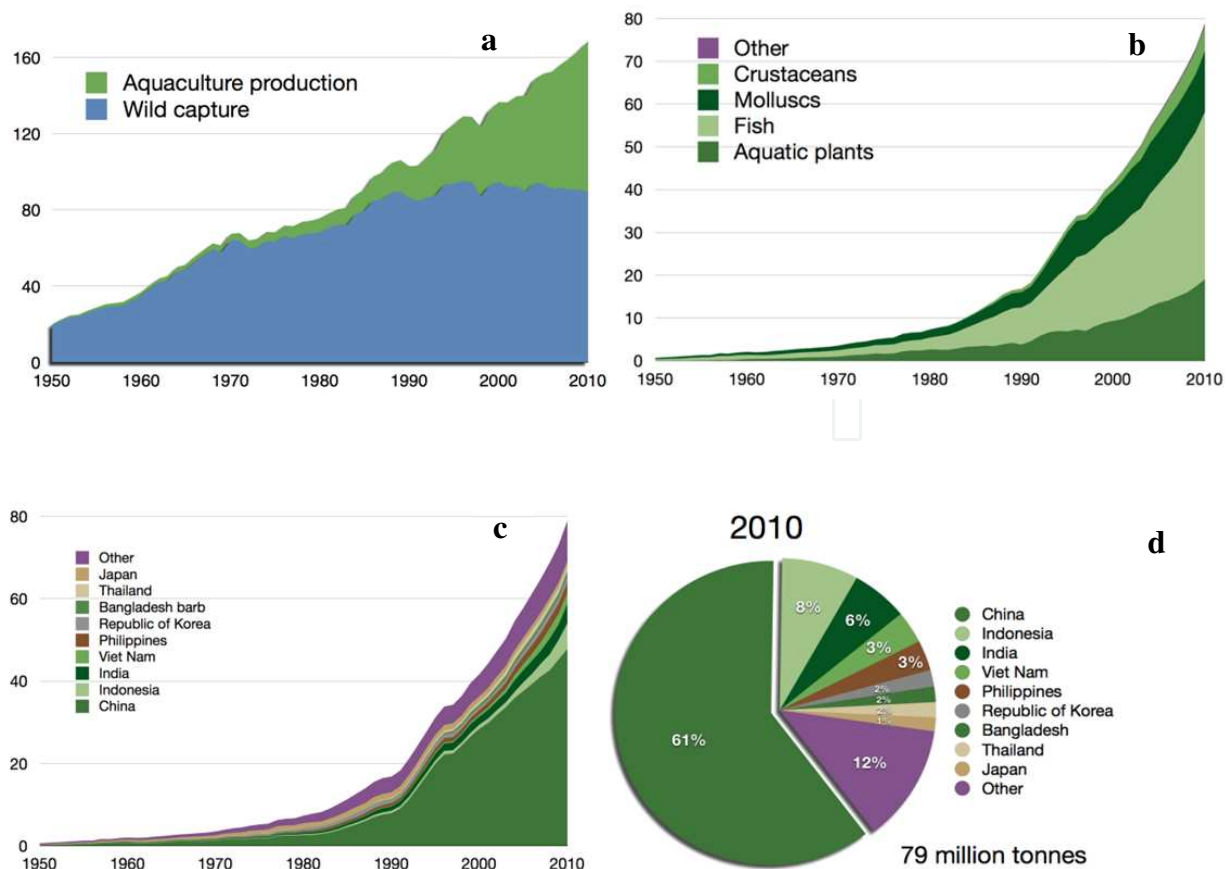 a
160
120
80
40
0
Aquaculture production
Wild capture
1950 1960 1970 1980 1990 2000 2010
b
80
70
60
50
40
30
20
10
0
Other
Crustaceans
Molluscs
Fish
Aquatic plants
1950 1960 1970 1980 1990 2000 2010
c
80
60
40
20
0
Other
Japan
Thailand
Bangladesh barb
Republic of Korea
Philippines
Viet Nam
India
Indonesia
China
1950 1960 1970 1980 1990 2000 2010
2010
d
8%
6%
3%
3%
2%
2%
2%
1%
12%
61%
China
Indonesia
India
Viet Nam
Philippines
Republic of Korea
Bangladesh
Thailand
Japan
Other
79 million tonnes